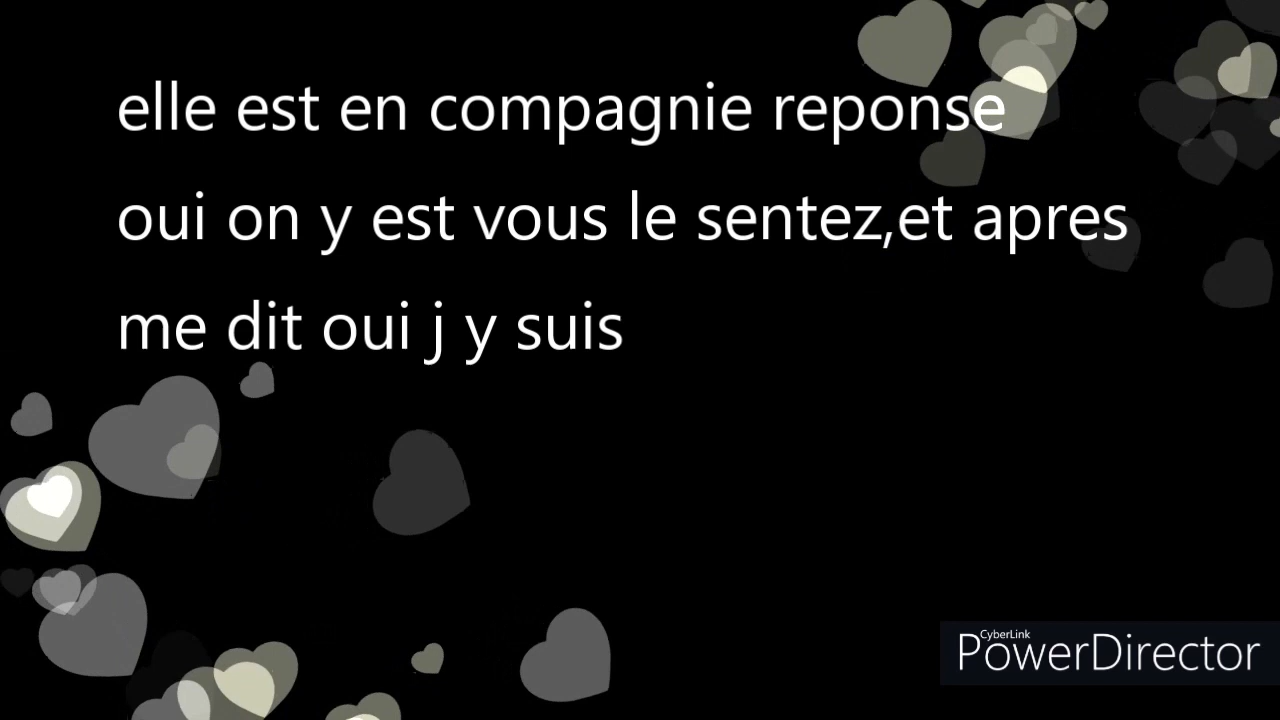 elle est en compagnie reponse
oui on y est vous le sentez,et apres
me dit oui j y suis
CyberLink
PowerDirector